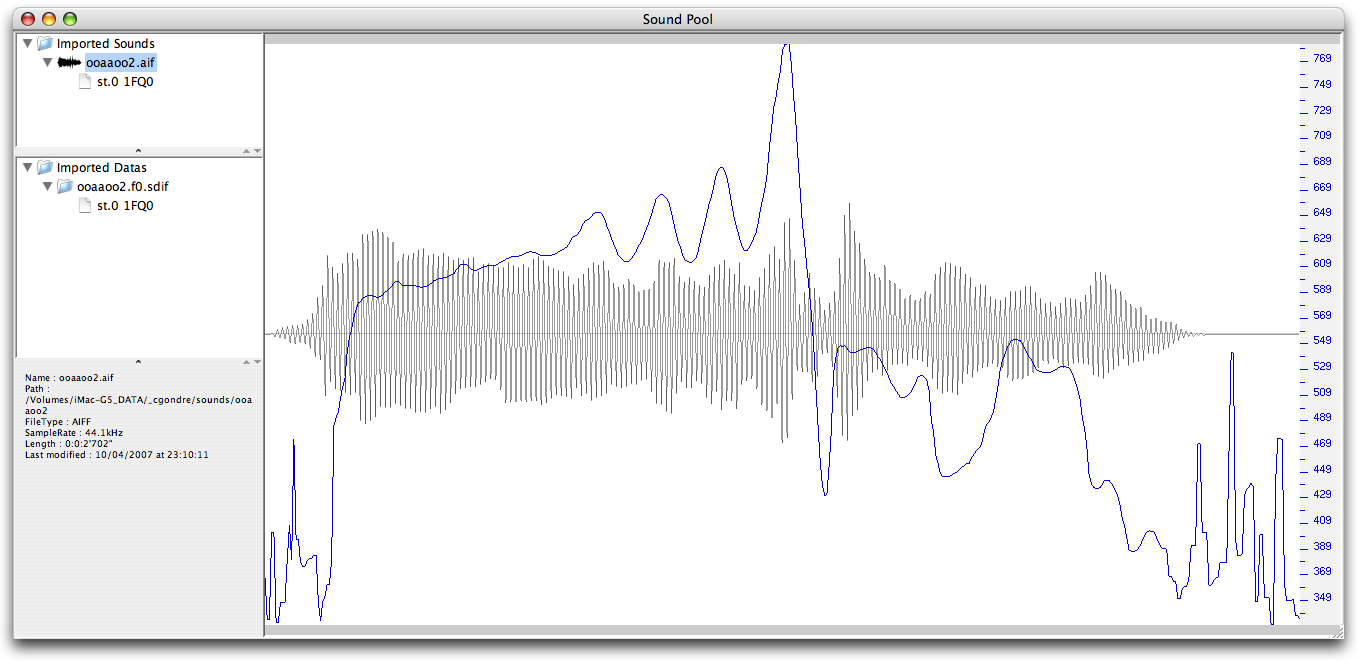 Sound Pool
Imported Sounds
ooaaoo2.aif
st.0 1FQ0
Imported Datas
ooaaoo2.f0.sdif
st.0 1FQ0
Name : ooaaoo2.aif
Path :
/Volumes/iMac-G5_DATA/_cgondre/sounds/ooa
aoo2
FileType : AIFF
SampleRate : 44.1kHz
Length : 0:0:2'702"
Last modified : 10/04/2007 at 23:10:11
769
749
729
709
689
669
649
629
609
589
569
549
529
509
489
469
449
429
409
389
369
349